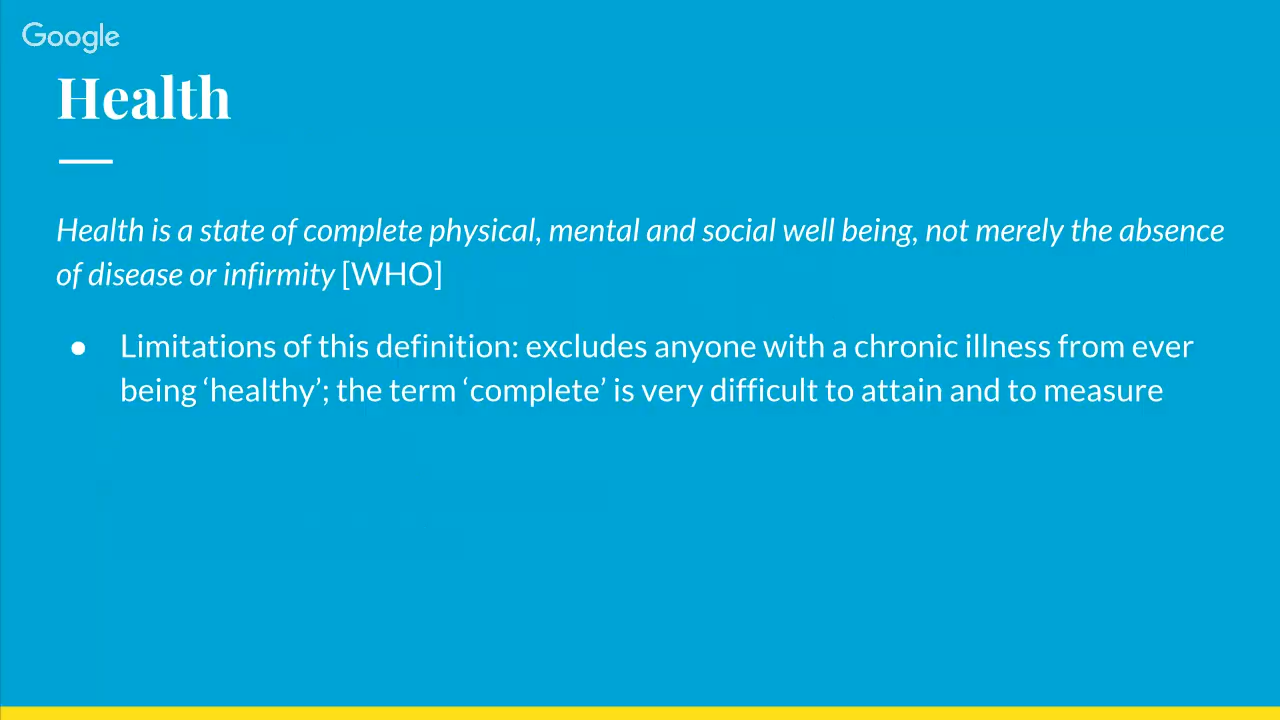 Google
Health
Health is a state of complete physical, mental and social well being, not merely the absence
of disease or infirmity [WHO]
● Limitations of this definition: excludes anyone with a chronic illness from ever
being ‘healthy’; the term ‘complete’ is very difficult to attain and to measure